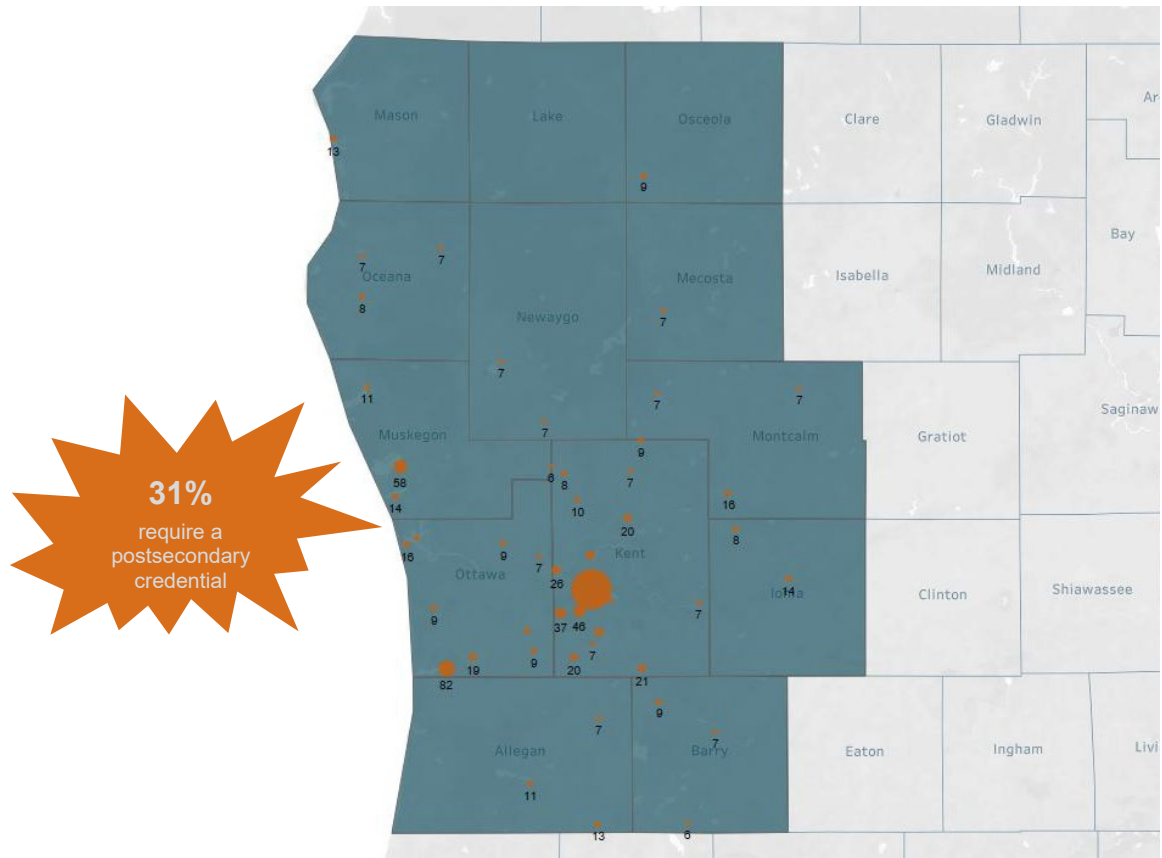 Mason
Lake
Osceola
Clare
Gladwin
13
9
Bay
7
7
Oceana
8
Mecosta
Isabella
Midland
7
Newaygo
7
11
7
7
Saginaw
Muskegon
7
Montcalm
Gratiot
9
58
6
8
7
14
10
16
20
8
16
9
7
Kent
31%
require a
postsecondary
credential
Ottawa
26
14
Ionia
Clinton
Shiawassee
9
37
46
7
19
9
20
7
82
21
9
7
7
Allegan
Barry
Eaton
Ingham
11
13
6